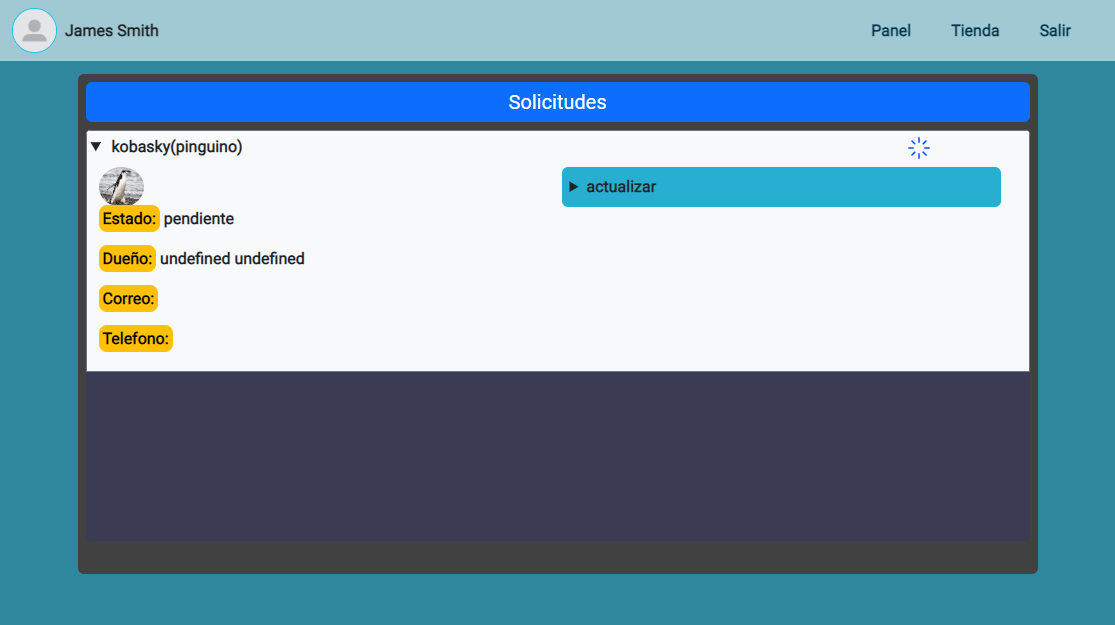 James Smith
Panel Tienda Salir
Solicitudes
kobasky(pinguino)
actualizar
Estado: pendiente
Dueño: undefined undefined
Correo:
Telefono: